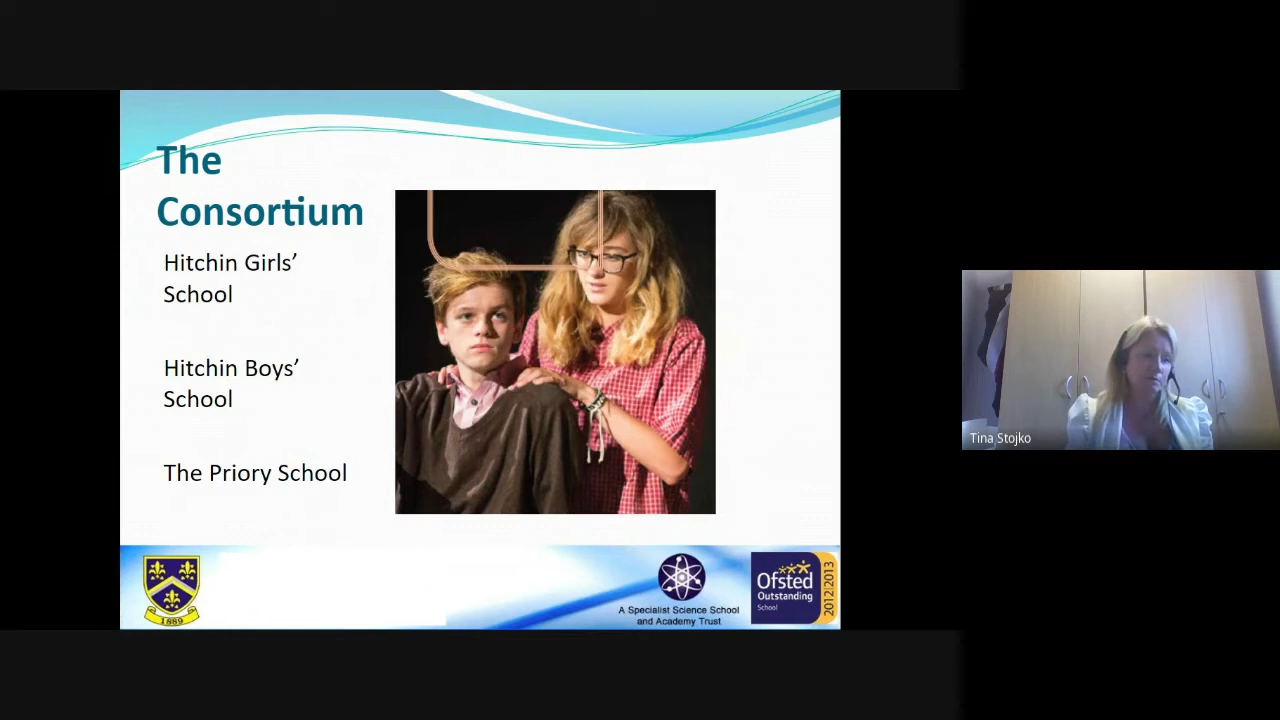 The
Consortium
Hitchin Girls’
School
Hitchin Boys’
School
The Priory School
1889
A Specialist Science School
and Academy Trust
Ofsted
Outstanding
School
2012|2013
Tina Stojko